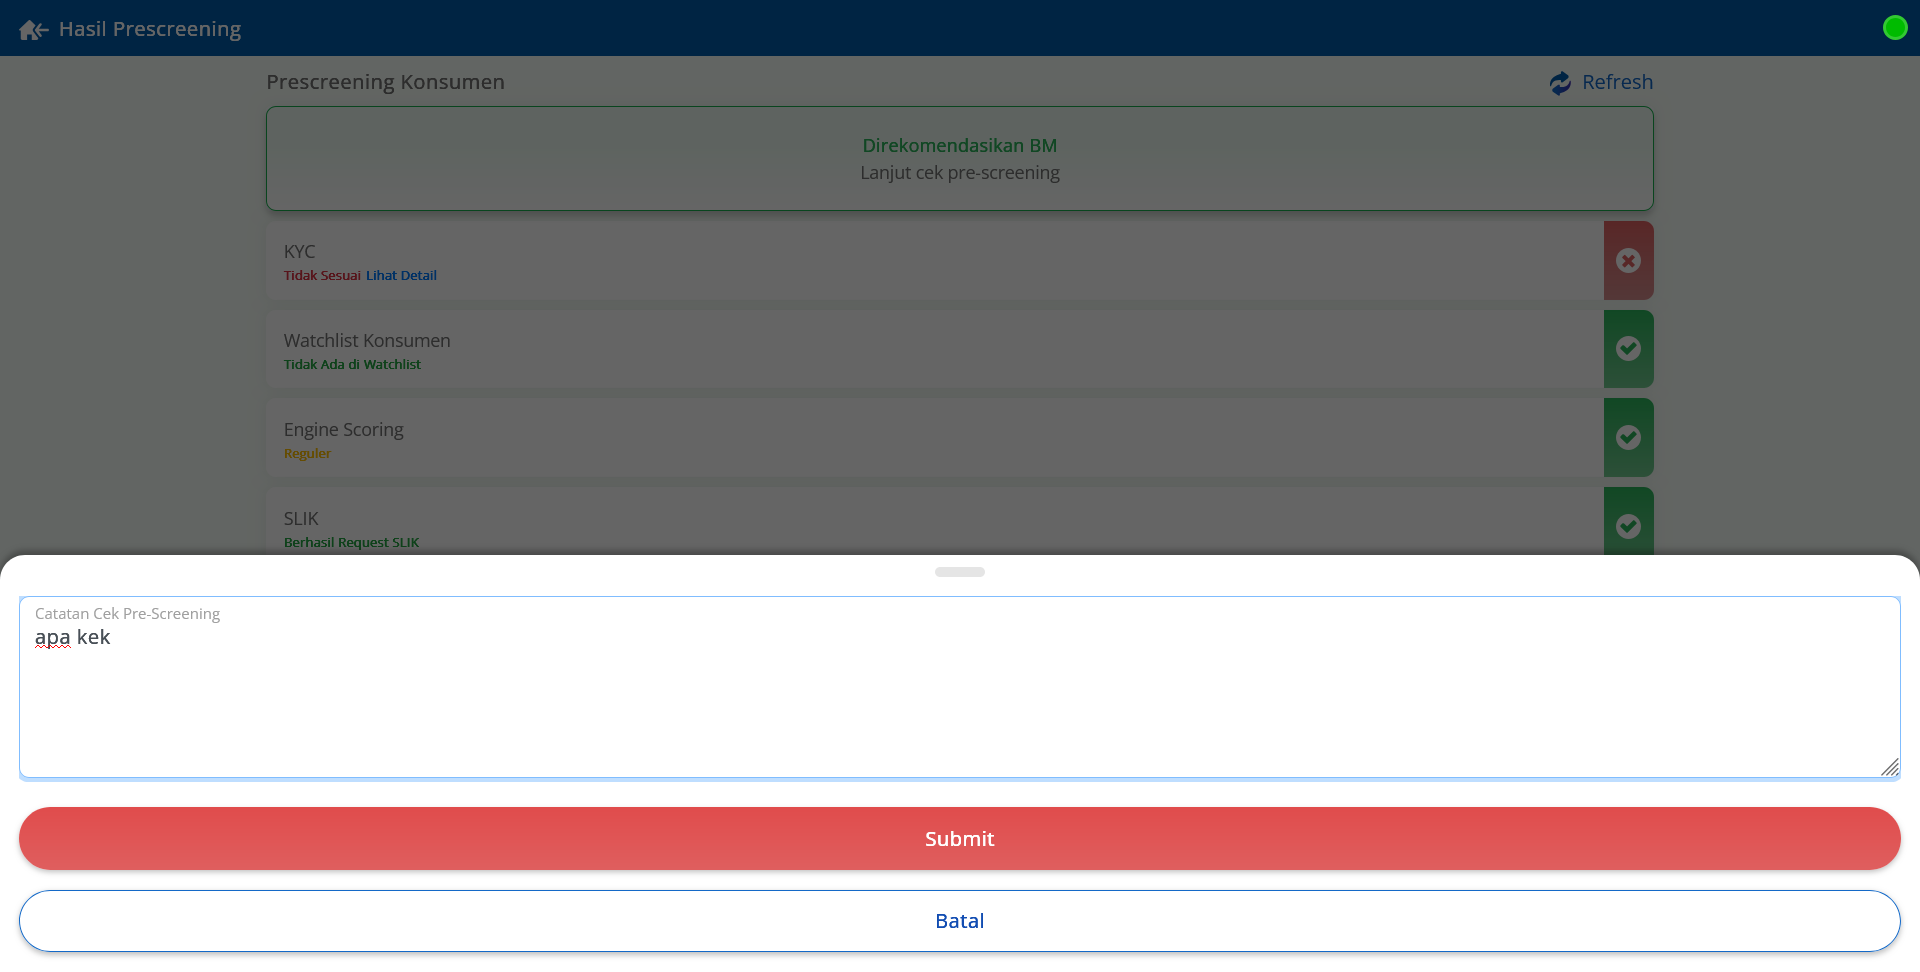 Hasil Prescreening
Prescreening Konsumen
Refresh
Direkomendasikan BM
Lanjut cek pre-screening
KYC
Tidak Sesuai Lihat Detail
Watchlist Konsumen
Tidak Ada di Watchlist
Engine Scoring
Reguler
SLIK
Berhasil Request SLIK
Catatan Cek Pre-Screening
apa kek
Submit
Batal